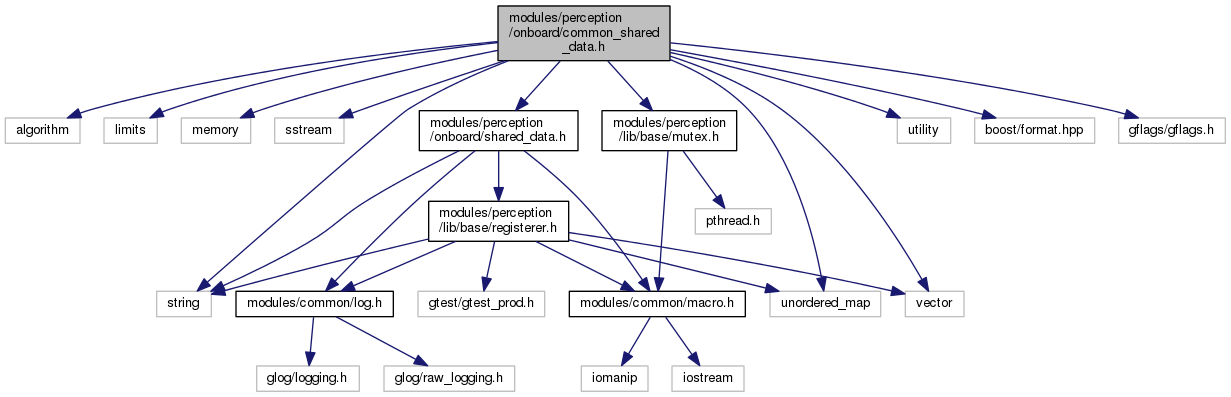 modules/perception
/onboard/common_shared
_data.h
algorithm
limits
memory
sstream
modules/perception
/onboard/shared_data.h
modules/perception
/lib/base/mutex.h
utility
boost/format.hpp
gflags/gflags.h
modules/perception
/lib/base/registerer.h
pthread.h
string
modules/common/log.h
gtest/gtest_prod.h
modules/common/macro.h
unordered_map
vector
glog/logging.h
glog/raw_logging.h
iomanip
iostream